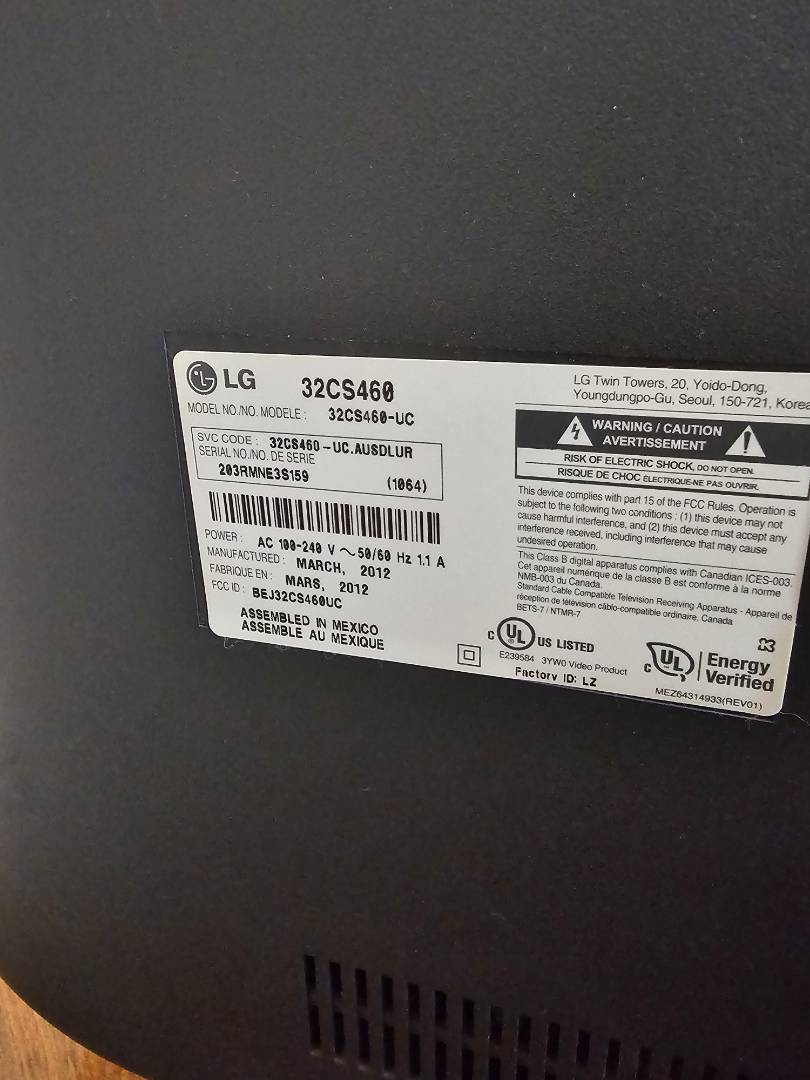 LG 32CS460
MODEL NO./NO. MODELE : 32CS460-UC
SVC CODE : 32CS460-UC.AUSDLUR
SERIAL NO./NO. DE SERIE
203RMNE3S159 (1064)
POWER : AC 100-240 V ~50/60 Hz 1.1 A
MANUFACTURED : MARCH, 2012
FABRIQUE EN : MARS, 2012
FCC ID : BEJ32CS460UC
ASSEMBLED IN MEXICO
ASSEMBLE AU MEXIQUE
LG Twin Towers, 20, Yoido-Dong,
Youngdungpo-Gu, Seoul, 150-721, Korea
WARNING / CAUTION
AVERTISSEMENT
RISK OF ELECTRIC SHOCK, DO NOT OPEN.
RISQUE DE CHOC ELECTRIQUE-NE PAS OUVRIR.
This device complies with part 15 of the FCC Rules. Operation is
subject to the following two conditions : (1) this device may not
cause harmful interference, and (2) this device must accept any
interference received, including interference that may cause
undesired operation.
This Class B digital apparatus complies with Canadian ICES-003.
Cet appareil numérique de la classe B est conforme à la norme
NMB-003 du Canada.
Standard Cable Compatible Television Receiving Apparatus - Appareil de
réception de télévision câblo-compatible ordinaire, Canada
BETS-7 / NTMR-7
C UL US LISTED
E239584 3YW0 Video Product
Factory ID: LZ
C UL Energy
Verified
MEZ64314933(REV01)